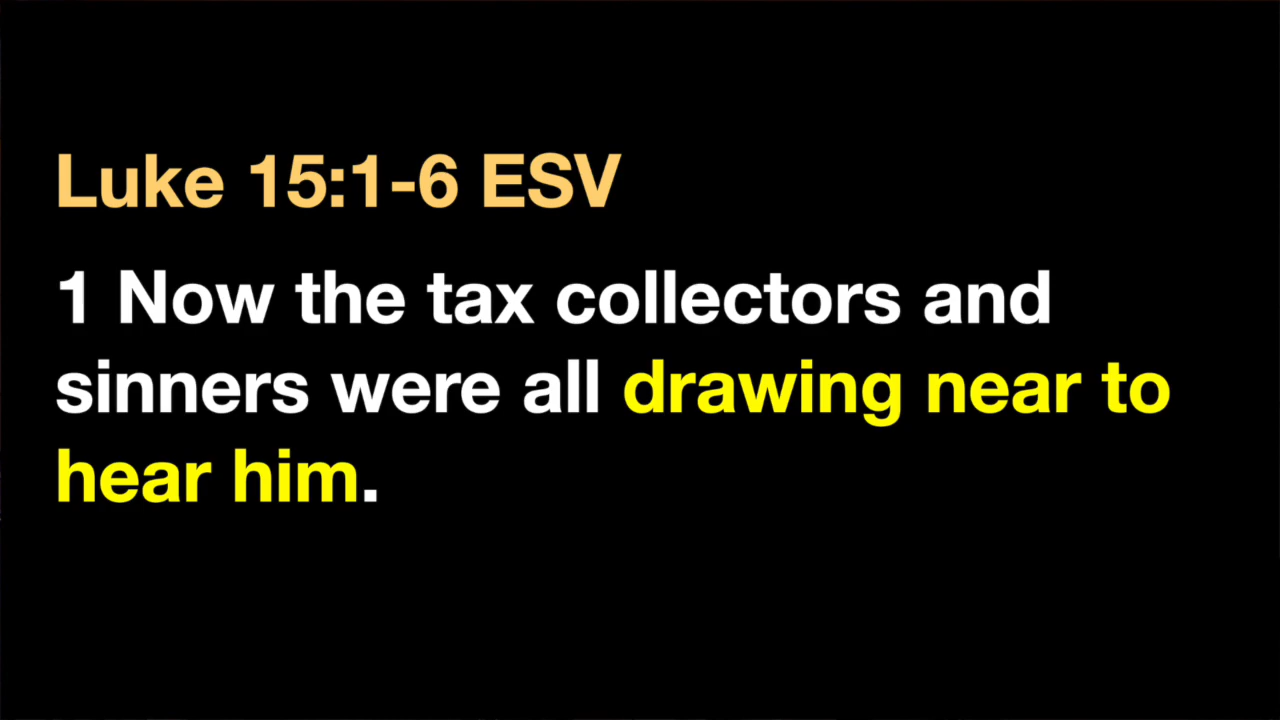 Luke 15:1-6 ESV
1 Now the tax collectors and
sinners were all drawing near to
hear him.